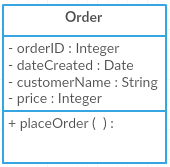 Order
- orderID : Integer
- dateCreated : Date
- customerName : String
- price : Integer
+ placeOrder ( ) :